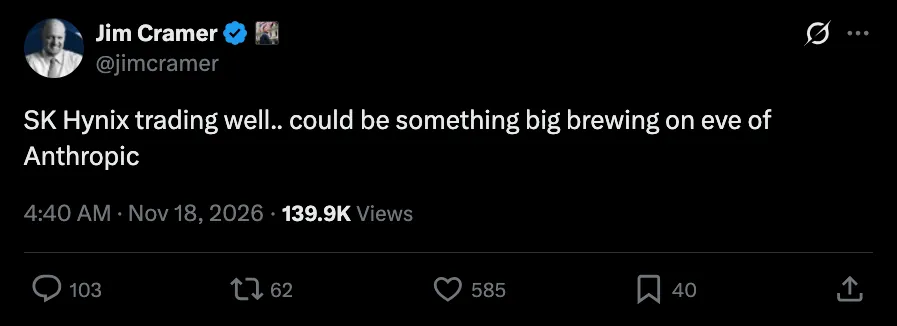 Jim Cramer
@jimcramer
SK Hynix trading well.. could be something big brewing on eve of
Anthropic
4:40 AM · Nov 18, 2026 · 139.9K Views
103 62 585 40